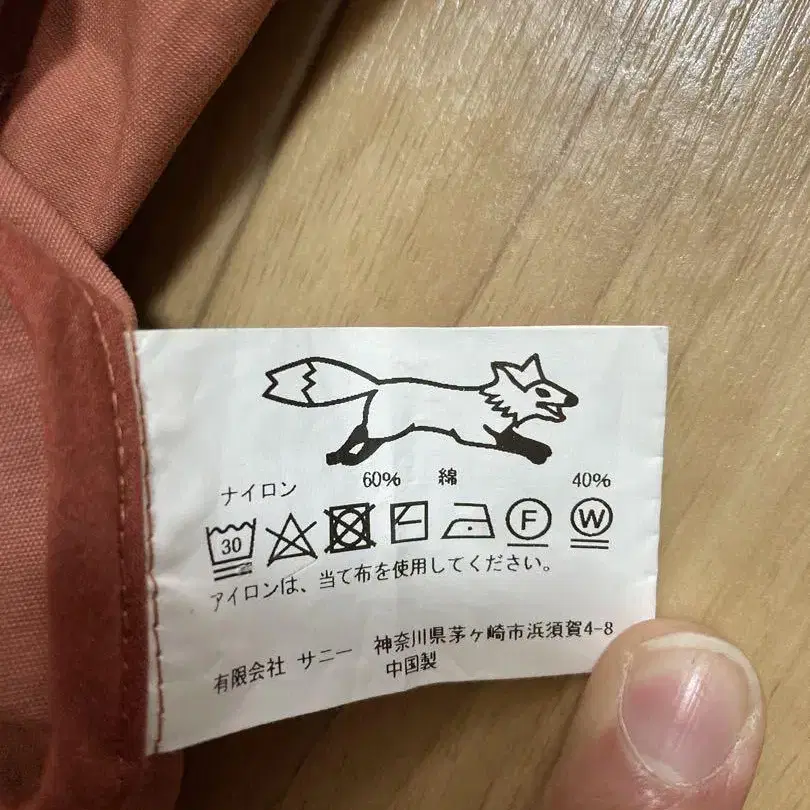 ナイロン 60% 綿 40%
30 F W
アイロンは、当て布を使用してください。
有限会社 サニー 神奈川県茅ヶ崎市浜須賀4-8
中国製